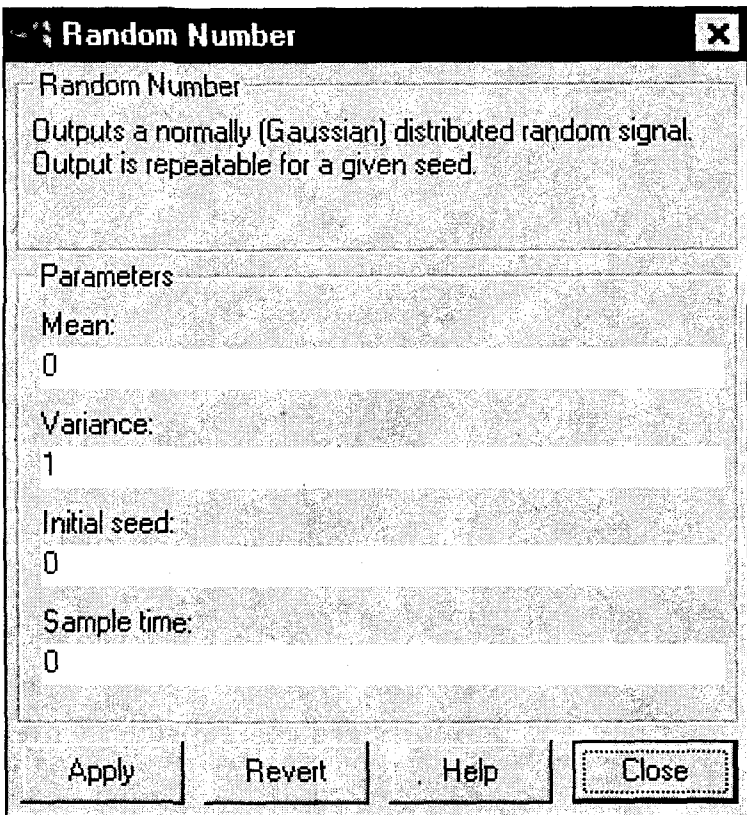 Random Number
Random Number
Outputs a normally (Gaussian) distributed random signal.
Output is repeatable for a given seed.
Parameters
Mean:
0
Variance:
1
Initial seed:
0
Sample time:
0
Apply Revert Help Close